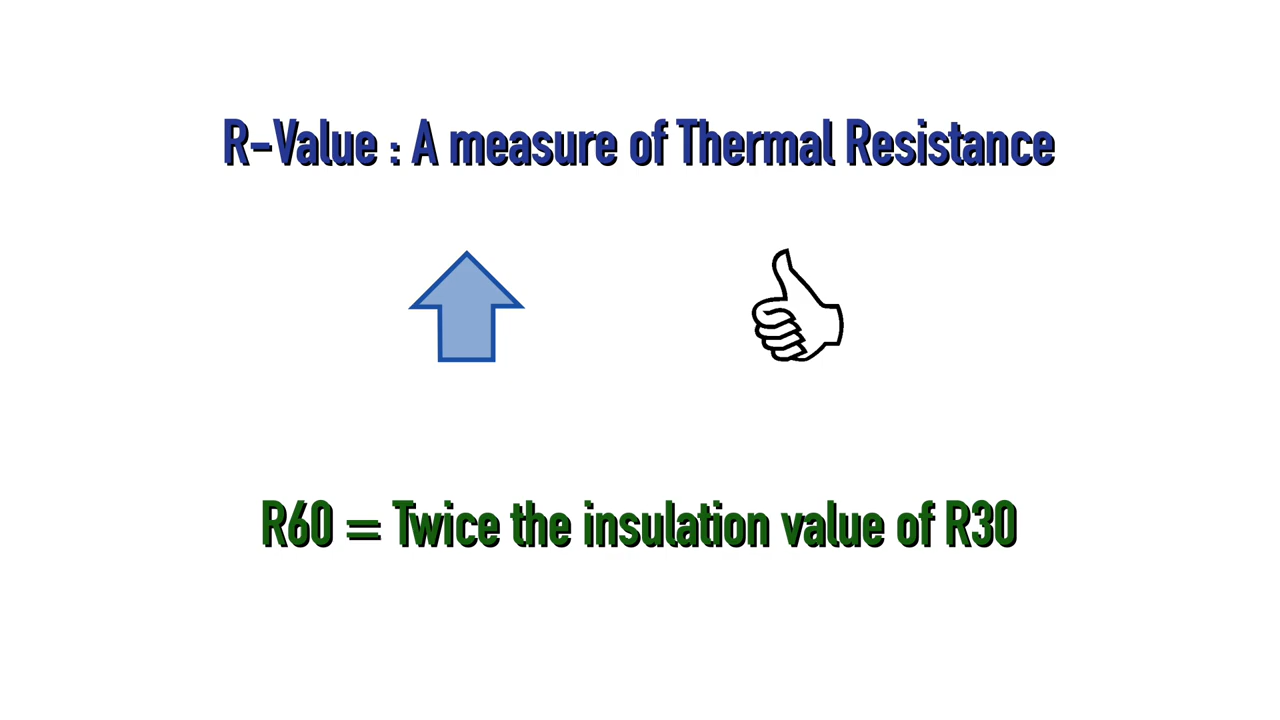 R-Value : A measure of Thermal Resistance
R60 = Twice the insulation value of R30